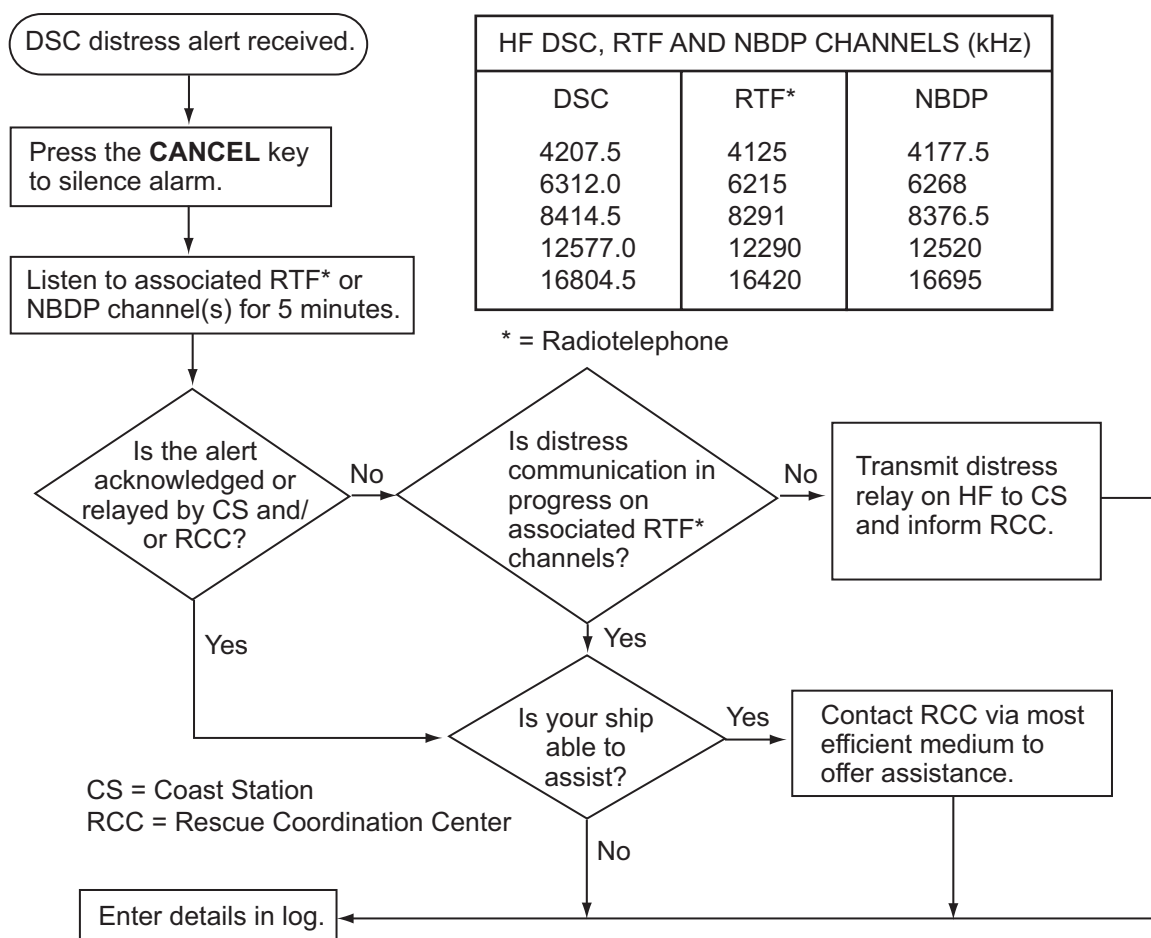 DSC distress alert received.
Press the CANCEL key
to silence alarm.
Listen to associated RTF* or
NBDP channel(s) for 5 minutes.
HF DSC, RTF AND NBDP CHANNELS (kHz)
DSC RTF* NBDP
4207.5 4125 4177.5
6312.0 6215 6268
8414.5 8291 8376.5
12577.0 12290 12520
16804.5 16420 16695
* = Radiotelephone
Is the alert
acknowledged or
relayed by CS and/
or RCC?
No
Is distress
communication in
progress on
associated RTF*
channels?
No
Transmit distress
relay on HF to CS
and inform RCC.
Yes
Yes
Is your ship
able to
assist?
Yes
Contact RCC via most
efficient medium to
offer assistance.
CS = Coast Station
RCC = Rescue Coordination Center
No
Enter details in log.